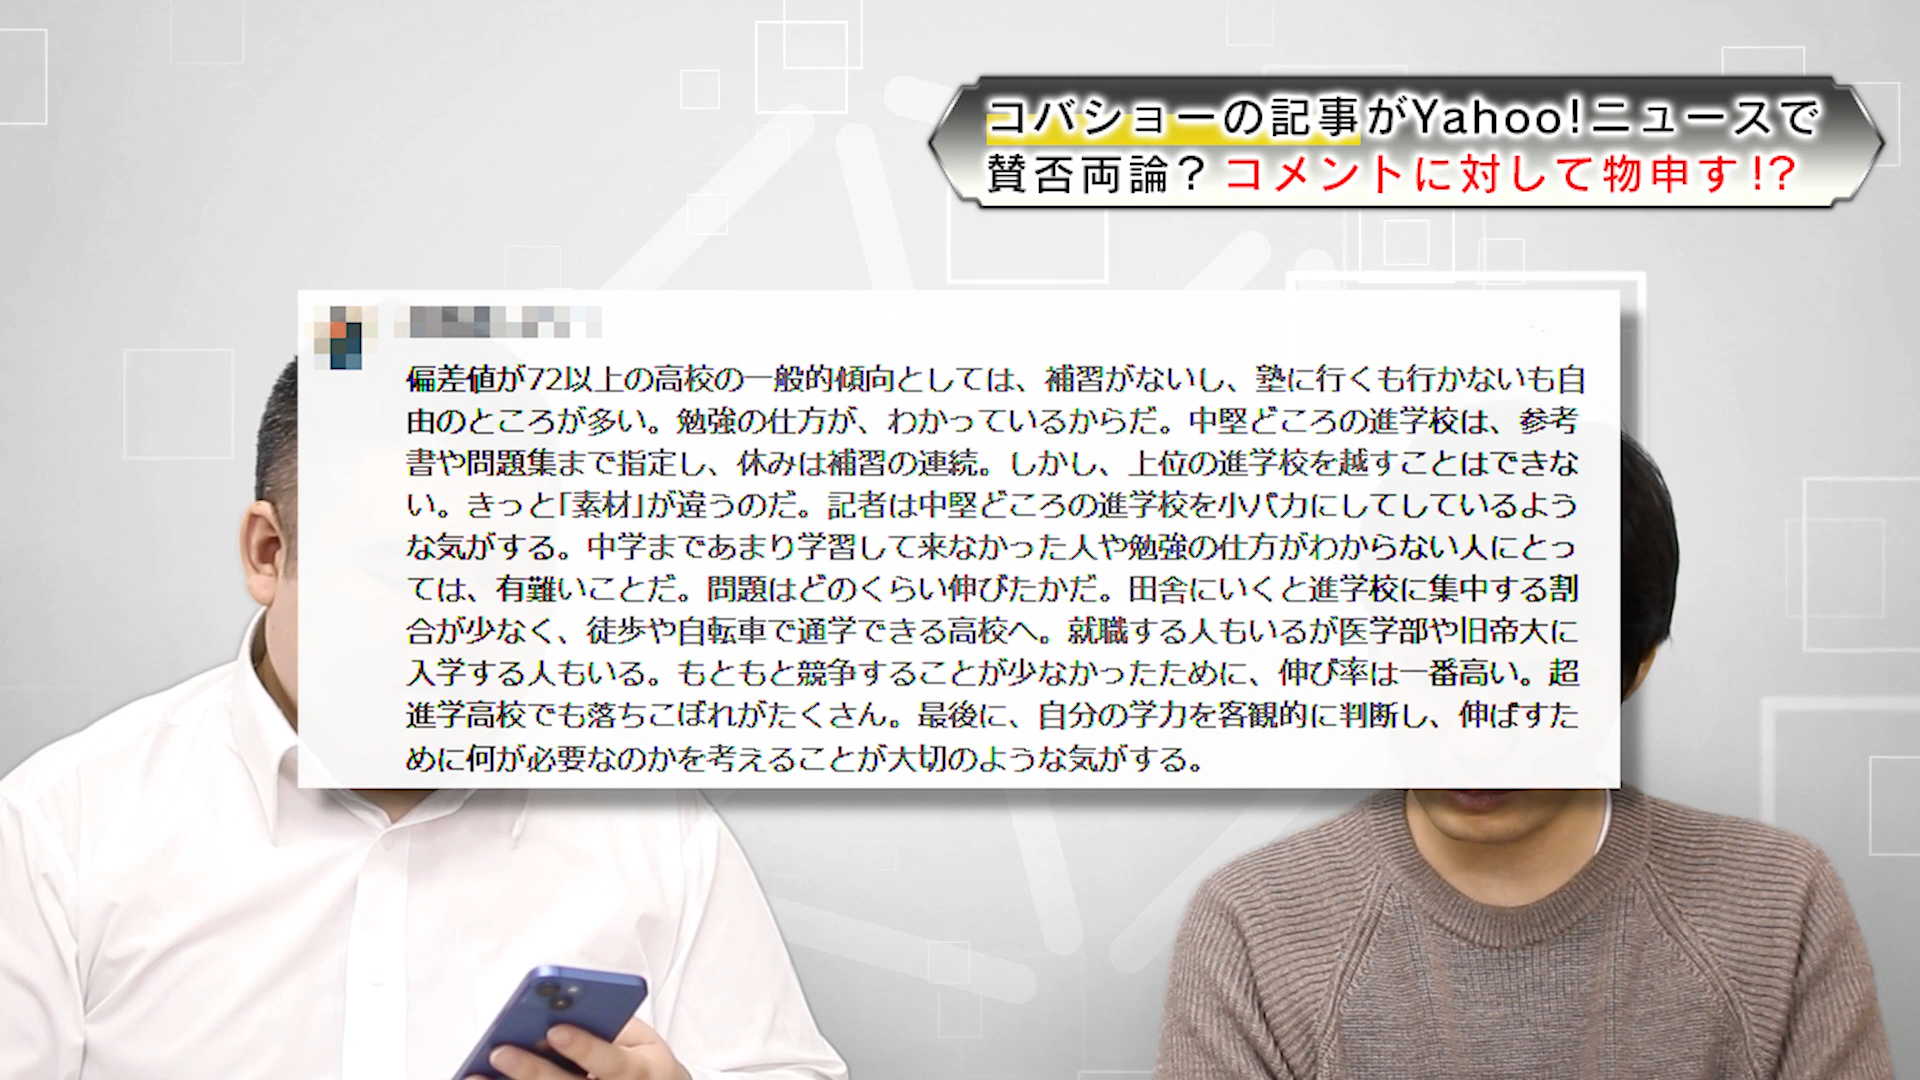 コバショーの記事がYahoo!ニュースで
賛否両論？コメントに対して物申す!?
偏差値が72以上の高校の一般的傾向としては、補習がないし、塾に行くも行かないも自
由のところが多い。勉強の仕方が、わかっているからだ。中堅どころの進学校は、参考
書や問題集まで指定し、休みは補習の連続。しかし、上位の進学校を越すことはできな
い。きっと「素材」が違うのだ。記者は中堅どころの進学校を小バカにしてしているよう
な気がする。中学まであまり学習して来なかった人や勉強の仕方がわからない人にとっ
ては、有難いことだ。問題はどのくらい伸びたかだ。田舎にいくと進学校に集中する割
合が少なく、徒歩や自転車で通学できる高校へ。就職する人もいるが医学部や旧帝大に
入学する人もいる。もともと競争することが少なかったために、伸び率は一番高い。超
進学高校でも落ちこぼれがたくさん。最後に、自分の学力を客観的に判断し、伸ばすた
めに何が必要なのかを考えることが大切のような気がする。